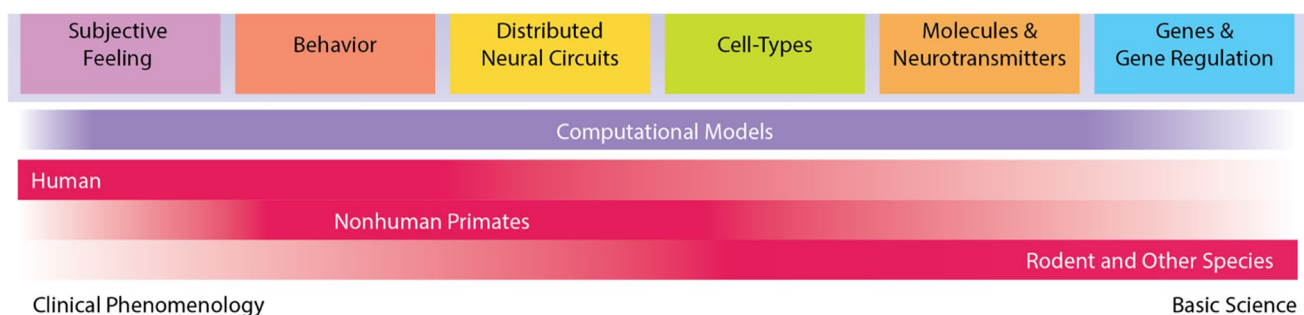 Subjective
Feeling
Behavior
Distributed
Neural Circuits
Cell-Types
Molecules &
Neurotransmitters
Genes &
Gene Regulation
Computational Models
Human
Nonhuman Primates
Rodent and Other Species
Clinical Phenomenology
Basic Science